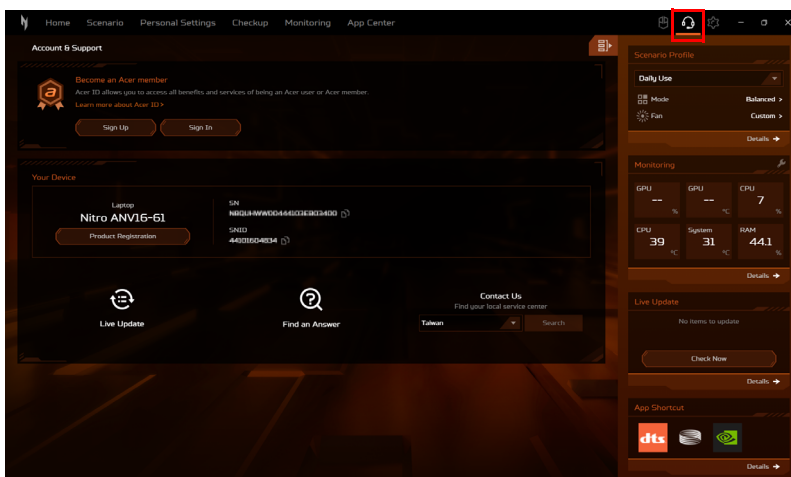 Home Scenario Personal Settings Checkup Monitoring App Center
Account & Support
Become an Acer member
Acer ID allows you to access all benefits and services of being an Acer user or Acer member.
Learn more about Acer ID >
Sign Up Sign In
Your Device
Laptop
Nitro ANV16-61
Product Registration
SN
SNID
Live Update
Find an Answer
Contact Us
Find your local service center
Taiwan Search
Scenario Profile
Daily Use
Mode Balanced >
Fan Custom >
Details
Monitoring
GPU GPU CPU
-- -- 7
% °C %
CPU System RAM
39 31 44.1
°C °C %
Details
Live Update
No items to update
Check Now
Details
App Shortcut
dts
Details